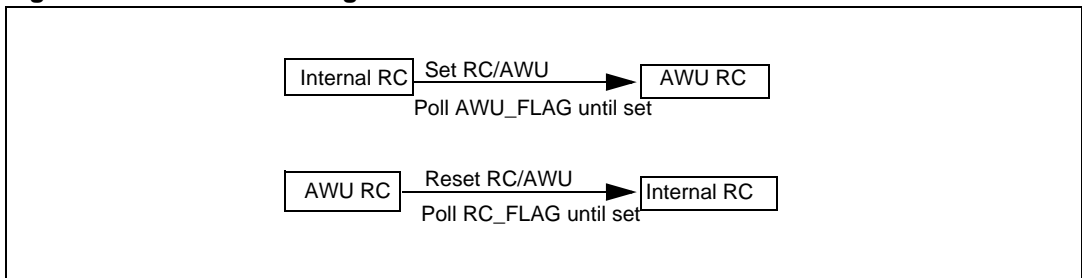 Internal RC
Set RC/AWU
AWU RC
Poll AWU_FLAG until set
AWU RC
Reset RC/AWU
Internal RC
Poll RC_FLAG until set